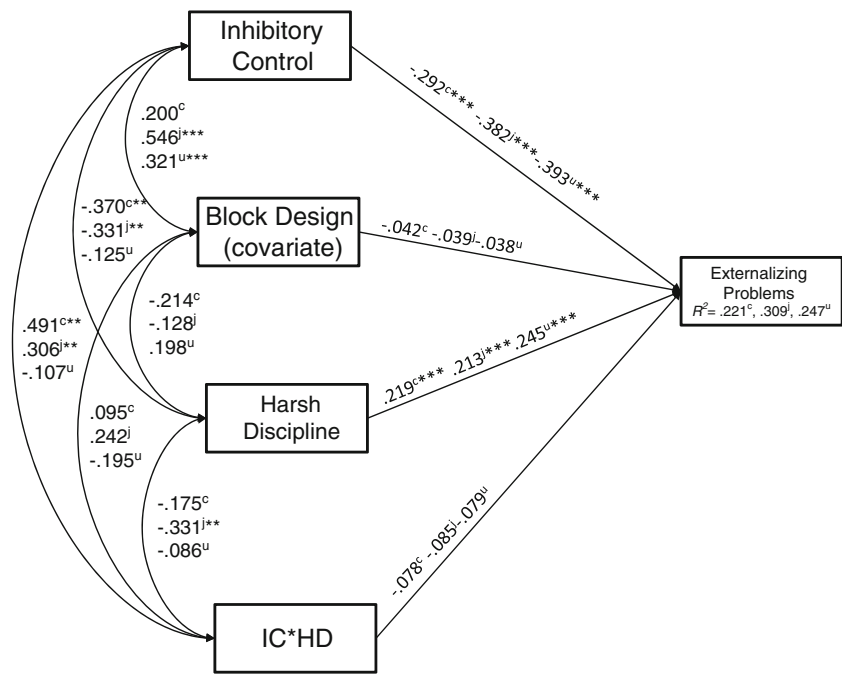 Inhibitory
Control
-.292ᶜ*** -.382ʲ***-.393ᵘ***
.200ᶜ
.546ʲ***
.321ᵘ***
-.370ᶜ**
-.331ʲ**
-.125ᵘ
Block Design
(covariate)
-.042ᶜ -.039ʲ-.038ᵘ
Externalizing
Problems
R²= .221ᶜ, .309ʲ, .247ᵘ
-.214ᶜ
-.128ʲ
.198ᵘ
.491ᶜ**
.306ʲ**
-.107ᵘ
.219ᶜ*** .213ʲ*** .245ᵘ***
Harsh
Discipline
.095ᶜ
.242ʲ
-.195ᵘ
-.175ᶜ
-.331ʲ**
-.086ᵘ
-.078ᶜ -.085ʲ-.079ᵘ
IC*HD